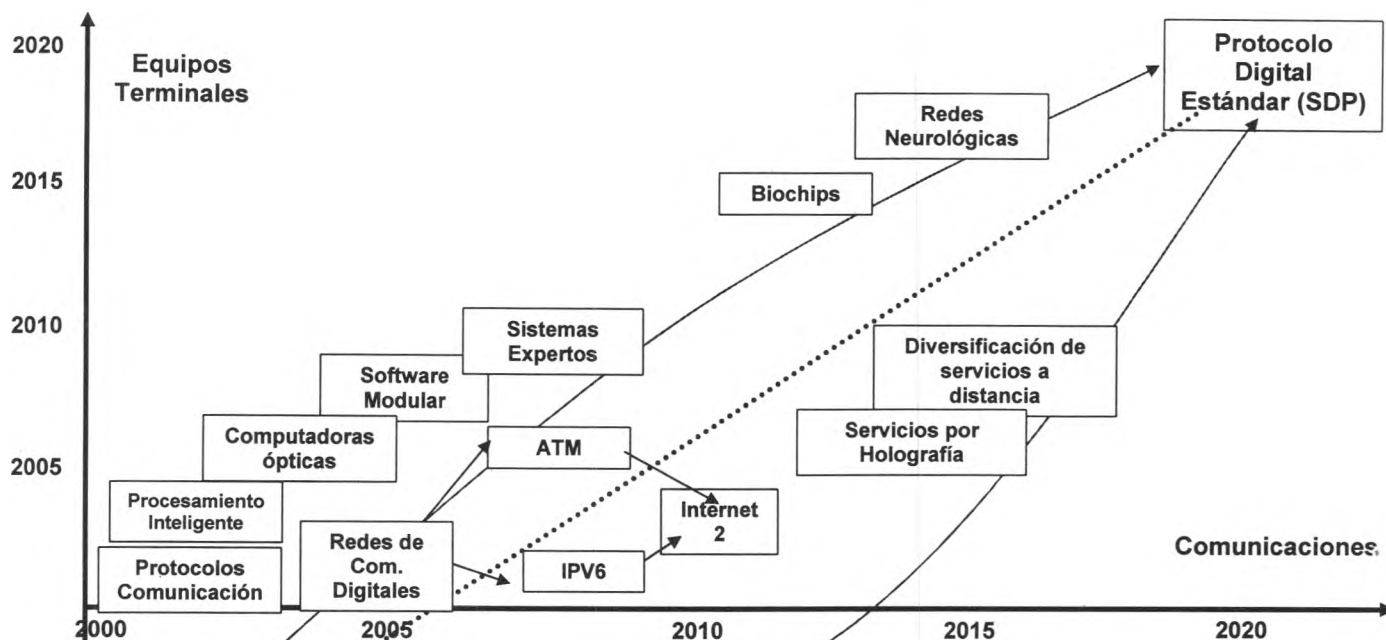 2020
Equipos
Terminales
Protocolo
Digital
Estándar (SDP)
Redes
Neurológicas
2015
Biochips
2010
Sistemas
Expertos
Software
Modular
Diversificación de
servicios a
distancia
Computadoras
ópticas
ATM
Servicios por
Holografía
2005
Procesamiento
Inteligente
Internet
2
Redes de
Com.
Digitales
IPV6
Comunicaciones
Protocolos
Comunicación
2000
2005
2010
2015
2020